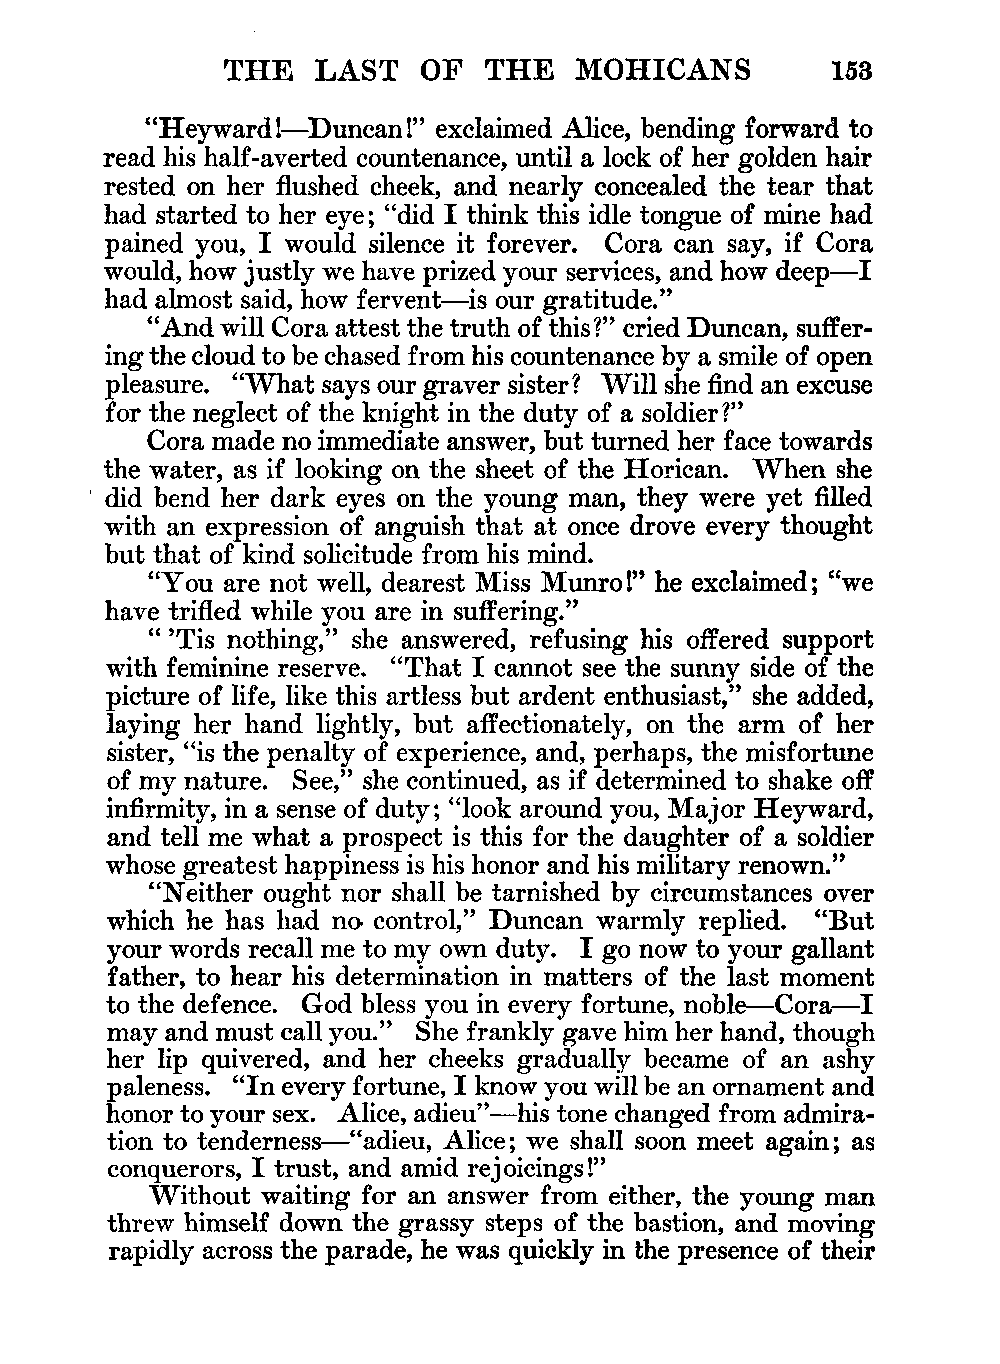 THE LAST OF THE MOHICANS 153
“Heyward!—Duncan!” exclaimed Alice, bending forward to
read his half-averted countenance, until a lock of her golden hair
rested on her flushed cheek, and nearly concealed the tear that
had started to her eye; “did I think this idle tongue of mine had
pained you, I would silence it forever. Cora can say, if Cora
would, how justly we have prized your services, and how deep—I
had almost said, how fervent—is our gratitude.”
“And will Cora attest the truth of this?” cried Duncan, suffer-
ing the cloud to be chased from his countenance by a smile of open
pleasure. “What says our graver sister? Will she find an excuse
for the neglect of the knight in the duty of a soldier?”
Cora made no immediate answer, but turned her face towards
the water, as if looking on the sheet of the Horican. When she
did bend her dark eyes on the young man, they were yet filled
with an expression of anguish that at once drove every thought
but that of kind solicitude from his mind.
“You are not well, dearest Miss Munro!” he exclaimed; “we
have trifled while you are in suffering.”
“ ’Tis nothing,” she answered, refusing his offered support
with feminine reserve. “That I cannot see the sunny side of the
picture of life, like this artless but ardent enthusiast,” she added,
laying her hand lightly, but affectionately, on the arm of her
sister, “is the penalty of experience, and, perhaps, the misfortune
of my nature. See,” she continued, as if determined to shake off
infirmity, in a sense of duty; “look around you, Major Heyward,
and tell me what a prospect is this for the daughter of a soldier
whose greatest happiness is his honor and his military renown.”
“Neither ought nor shall be tarnished by circumstances over
which he has had no control,” Duncan warmly replied. “But
your words recall me to my own duty. I go now to your gallant
father, to hear his determination in matters of the last moment
to the defence. God bless you in every fortune, noble—Cora—I
may and must call you.” She frankly gave him her hand, though
her lip quivered, and her cheeks gradually became of an ashy
paleness. “In every fortune, I know you will be an ornament and
honor to your sex. Alice, adieu”—his tone changed from admira-
tion to tenderness—“adieu, Alice; we shall soon meet again; as
conquerors, I trust, and amid rejoicings!”
Without waiting for an answer from either, the young man
threw himself down the grassy steps of the bastion, and moving
rapidly across the parade, he was quickly in the presence of their